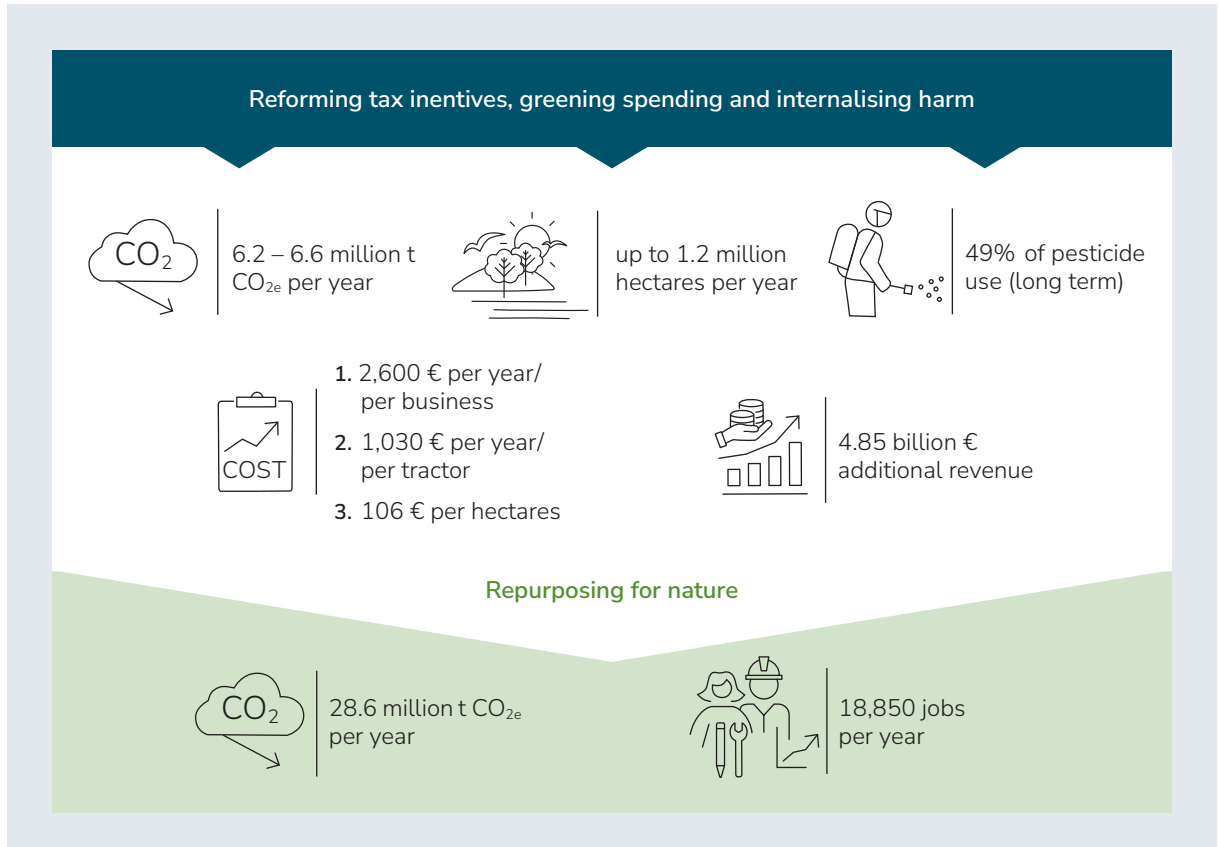 Reforming tax inentives, greening spending and internalising harm
CO₂
6.2 – 6.6 million t
CO₂ₑ per year
up to 1.2 million
hectares per year
49% of pesticide
use (long term)
COST
1. 2,600 € per year/
per business
2. 1,030 € per year/
per tractor
3. 106 € per hectares
4.85 billion €
additional revenue
Repurposing for nature
CO₂
28.6 million t CO₂ₑ
per year
18,850 jobs
per year